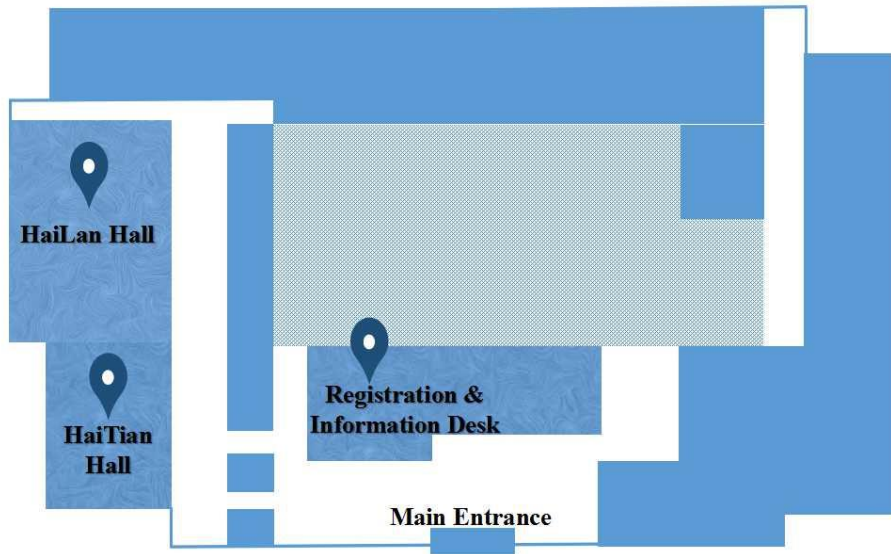 HaiLan Hall
Registration &
Information Desk
HaiTian
Hall
Main Entrance